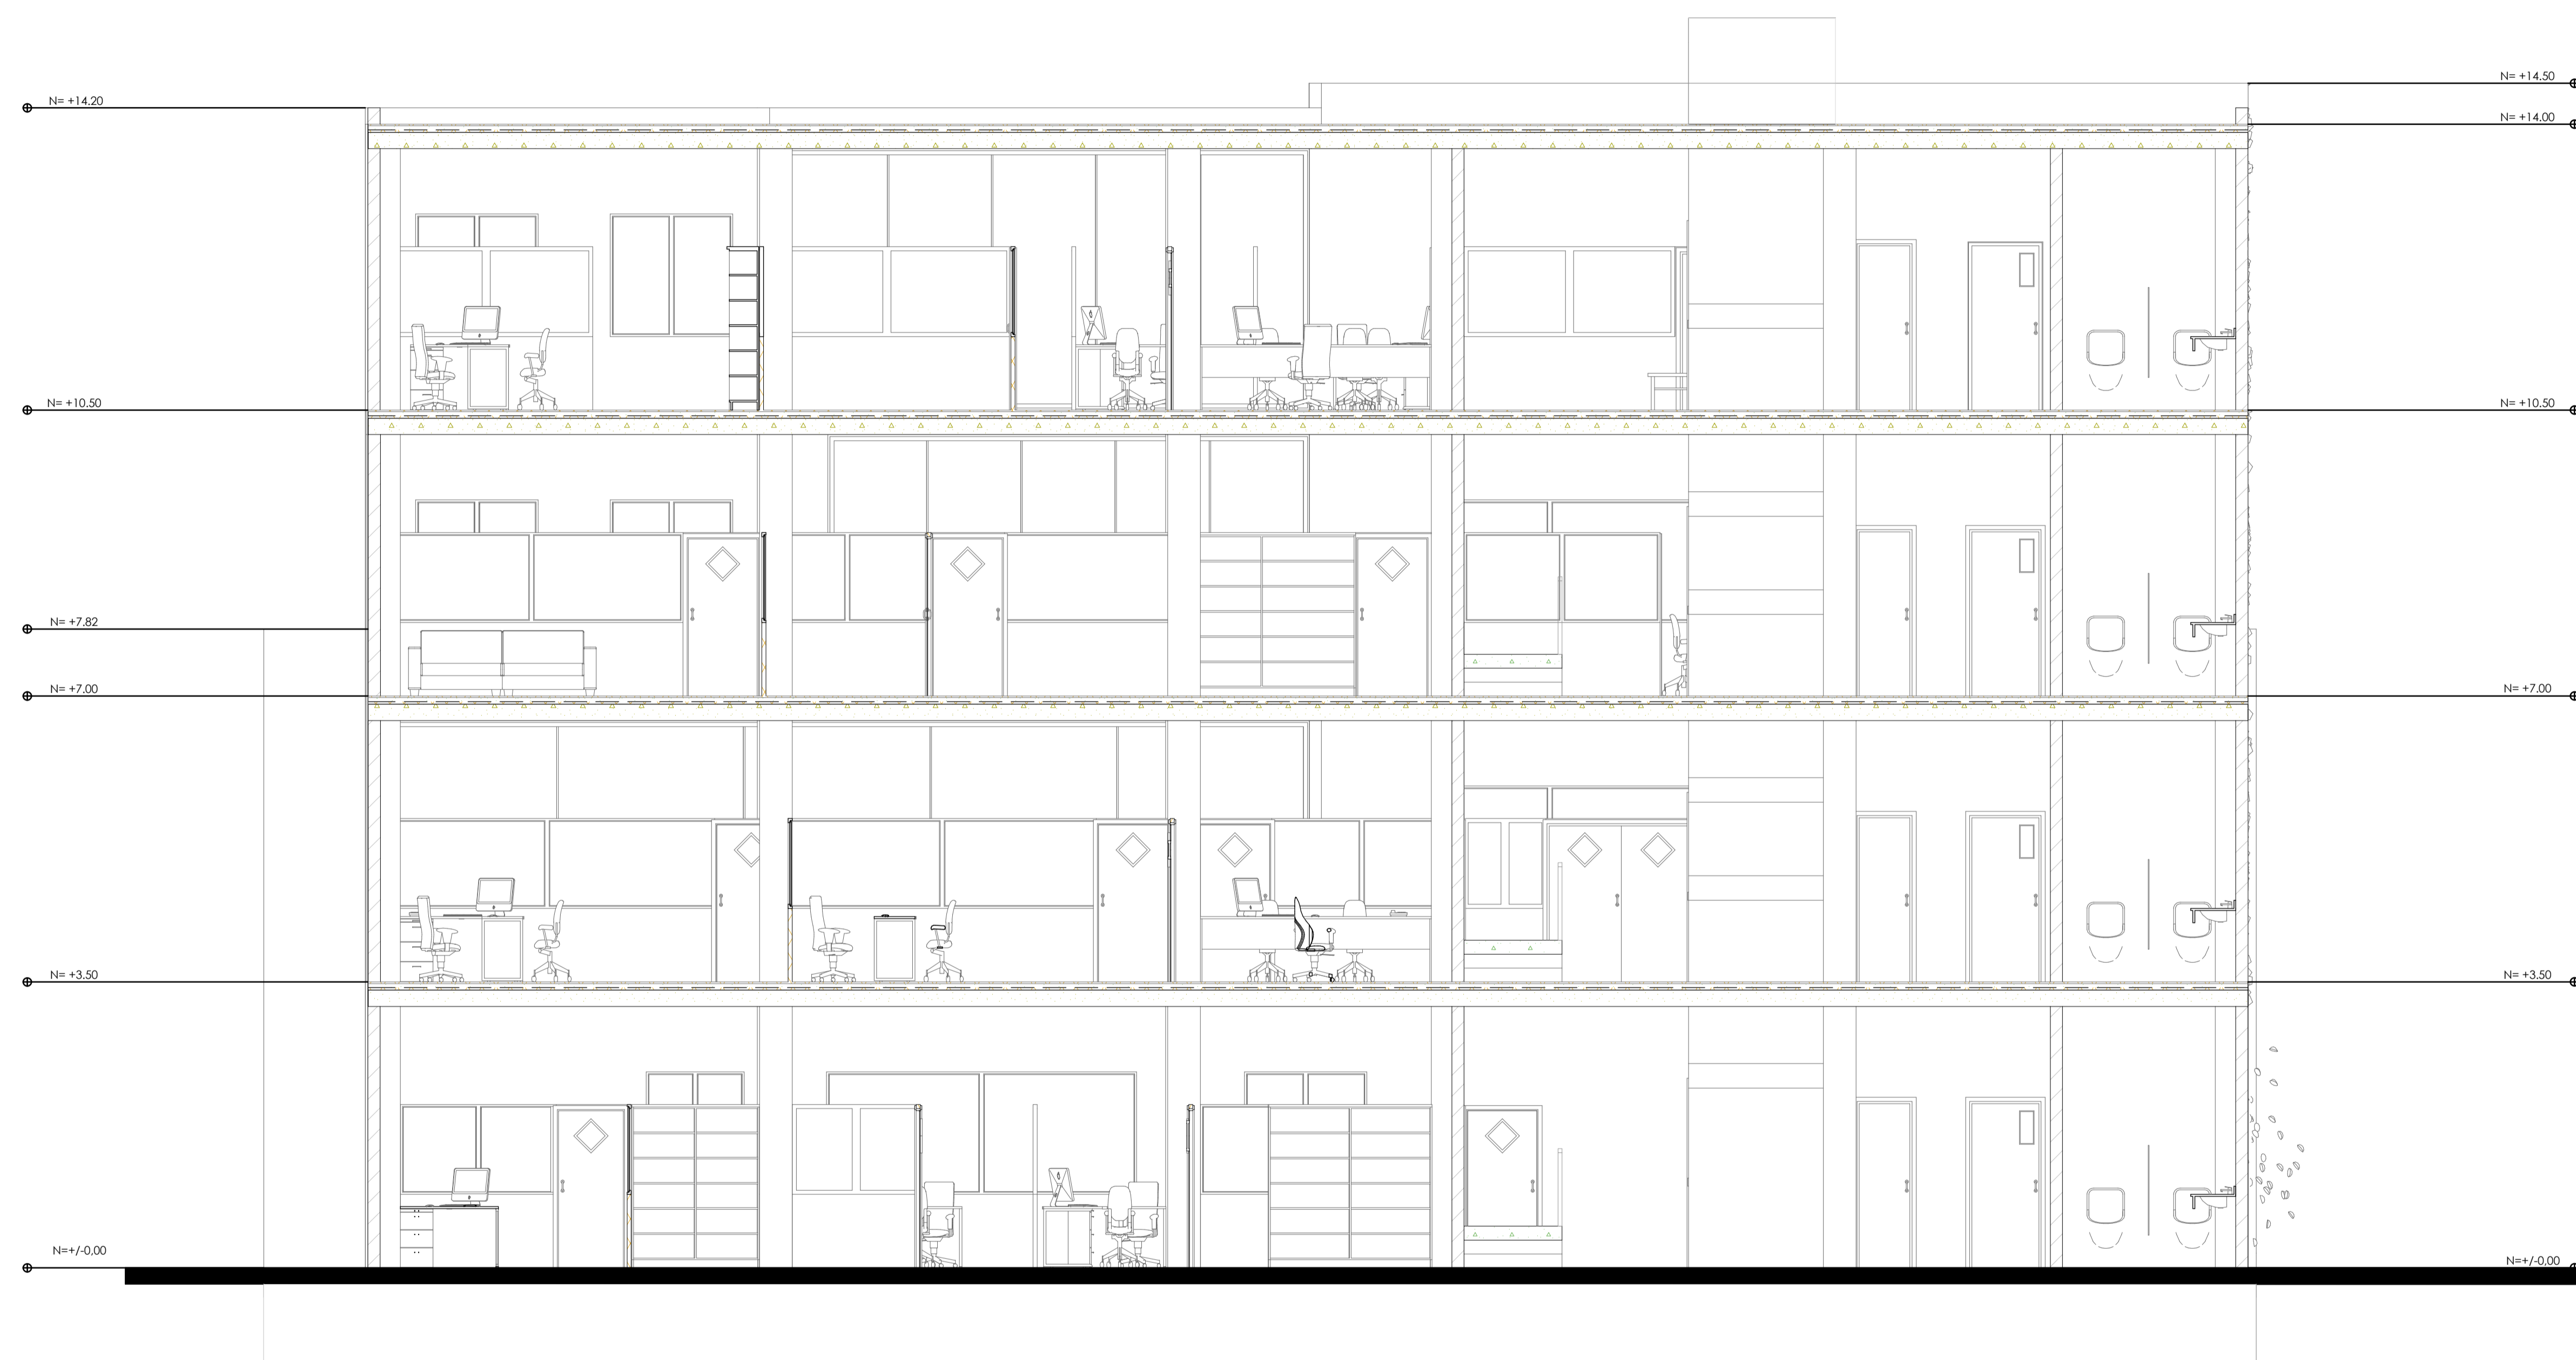 N= +14.50
N= +14.20
N= +14.00
N= +10.50
N= +10.50
N= +7.82
N= +7.00
N= +7.00
N= +3.50
N= +3.50
N=+/-0,00
N=+/-0,00